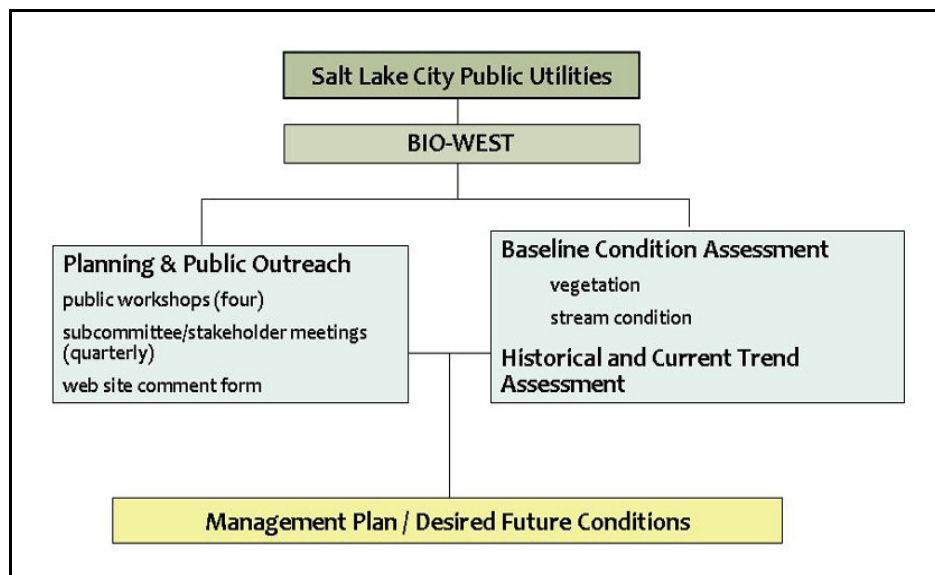 Salt Lake City Public Utilities
BIO-WEST
Planning & Public Outreach
public workshops (four)
subcommittee/stakeholder meetings
(quarterly)
web site comment form
Baseline Condition Assessment
vegetation
stream condition
Historical and Current Trend
Assessment
Management Plan / Desired Future Conditions